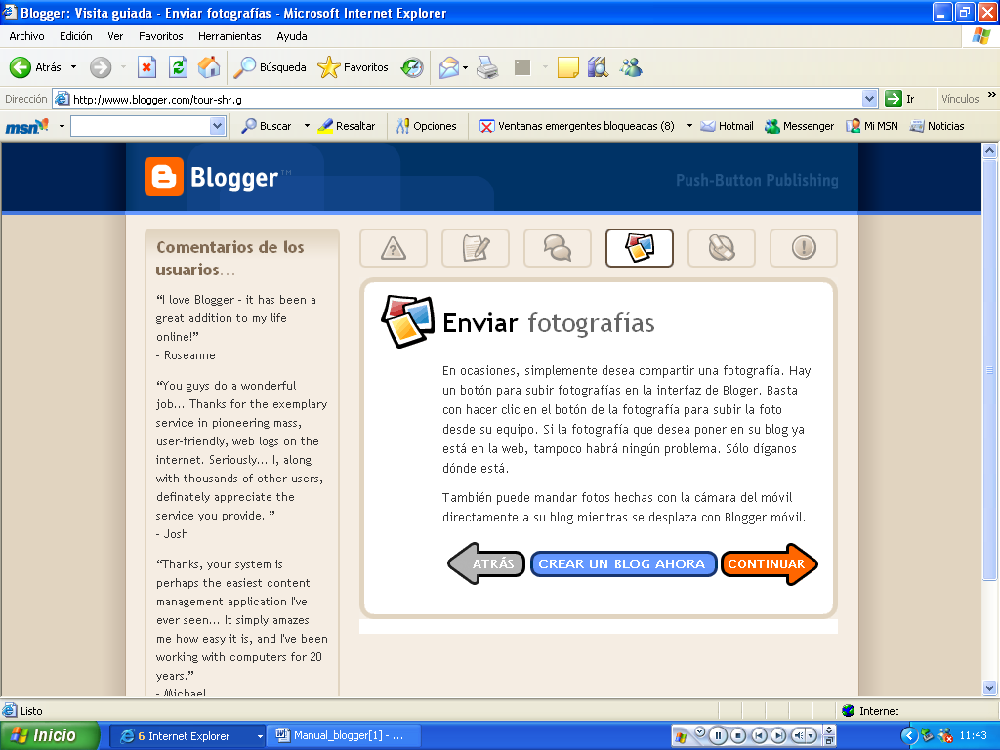 Blogger: Visita guiada - Enviar fotografías - Microsoft Internet Explorer
Archivo Edición Ver Favoritos Herramientas Ayuda
Atrás Búsqueda Favoritos
Dirección http://www.blogger.com/tour-shr.g Ir Vínculos »
msn Buscar Resaltar Opciones Ventanas emergentes bloqueadas (8) Hotmail Messenger Mi MSN Noticias
Blogger™
Push-Button Publishing
Comentarios de los
usuarios...
“I love Blogger - it has been a
great addition to my life
online!”
- Roseanne
“You guys do a wonderful
job... Thanks for the exemplary
service in pioneering mass,
user-friendly, web logs on the
internet. Seriously... I, along
with thousands of other users,
definately appreciate the
service you provide. ”
- Josh
“Thanks, your system is
perhaps the easiest content
management application I've
ever seen... It simply amazes
me how easy it is, and I've been
working with computers for 20
years.”
- Michael
Enviar fotografías
En ocasiones, simplemente desea compartir una fotografía. Hay
un botón para subir fotografías en la interfaz de Bloger. Basta
con hacer clic en el botón de la fotografía para subir la foto
desde su equipo. Si la fotografía que desea poner en su blog ya
está en la web, tampoco habrá ningún problema. Sólo díganos
dónde está.
También puede mandar fotos hechas con la cámara del móvil
directamente a su blog mientras se desplaza con Blogger móvil.
ATRÁS CREAR UN BLOG AHORA CONTINUAR
Listo Internet
Inicio 6 Internet Explorer Manual_blogger[1] - ... 11:43